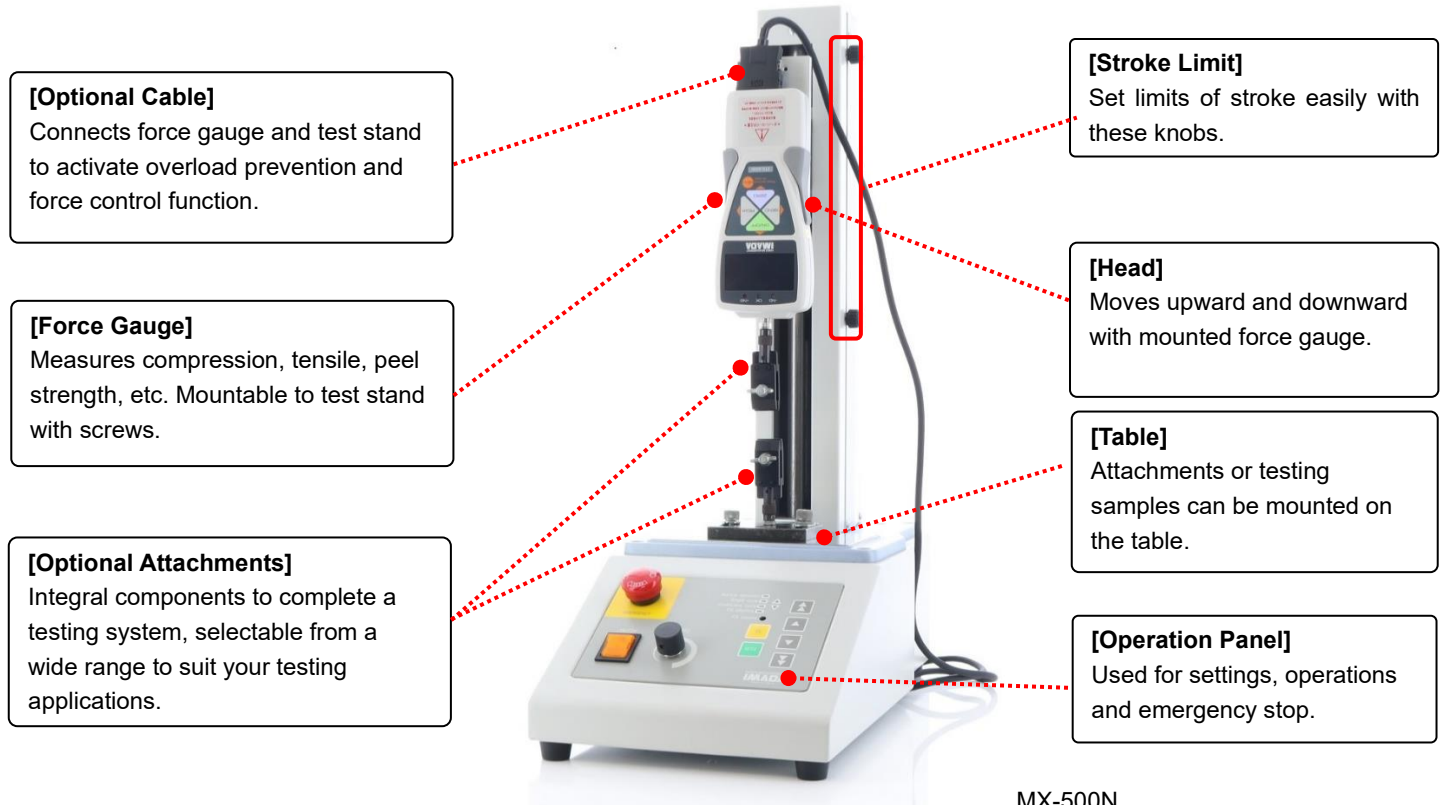 [Optional Cable]
Connects force gauge and test stand
to activate overload prevention and
force control function.
[Force Gauge]
Measures compression, tensile, peel
strength, etc. Mountable to test stand
with screws.
[Optional Attachments]
Integral components to complete a
testing system, selectable from a
wide range to suit your testing
applications.
[Stroke Limit]
Set limits of stroke easily with
these knobs.
[Head]
Moves upward and downward
with mounted force gauge.
[Table]
Attachments or testing
samples can be mounted on
the table.
[Operation Panel]
Used for settings, operations
and emergency stop.
IMADA
MX-500N